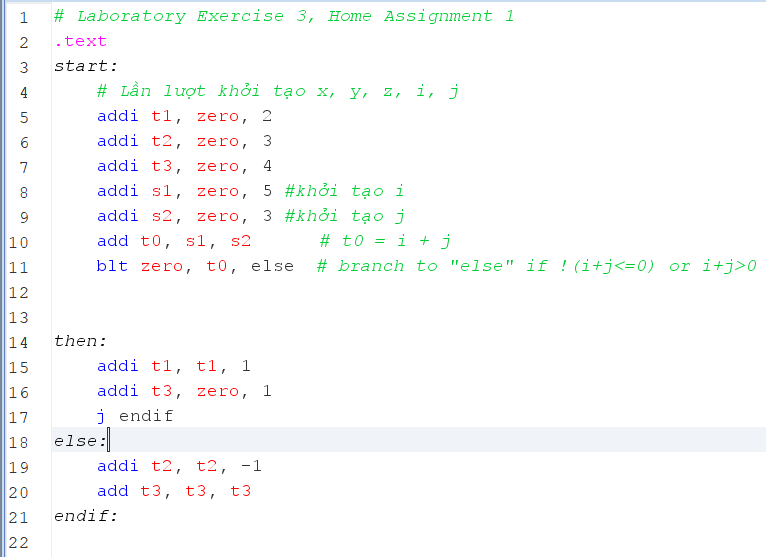 1 # Laboratory Exercise 3, Home Assignment 1
2 .text
3 start:
4 # Lần lượt khởi tạo x, y, z, i, j
5 addi t1, zero, 2
6 addi t2, zero, 3
7 addi t3, zero, 4
8 addi s1, zero, 5 #khởi tạo i
9 addi s2, zero, 3 #khởi tạo j
10 add t0, s1, s2 # t0 = i + j
11 blt zero, t0, else # branch to "else" if !(i+j<=0) or i+j>0
12
13
14 then:
15 addi t1, t1, 1
16 addi t3, zero, 1
17 j endif
18 else:
19 addi t2, t2, -1
20 add t3, t3, t3
21 endif:
22